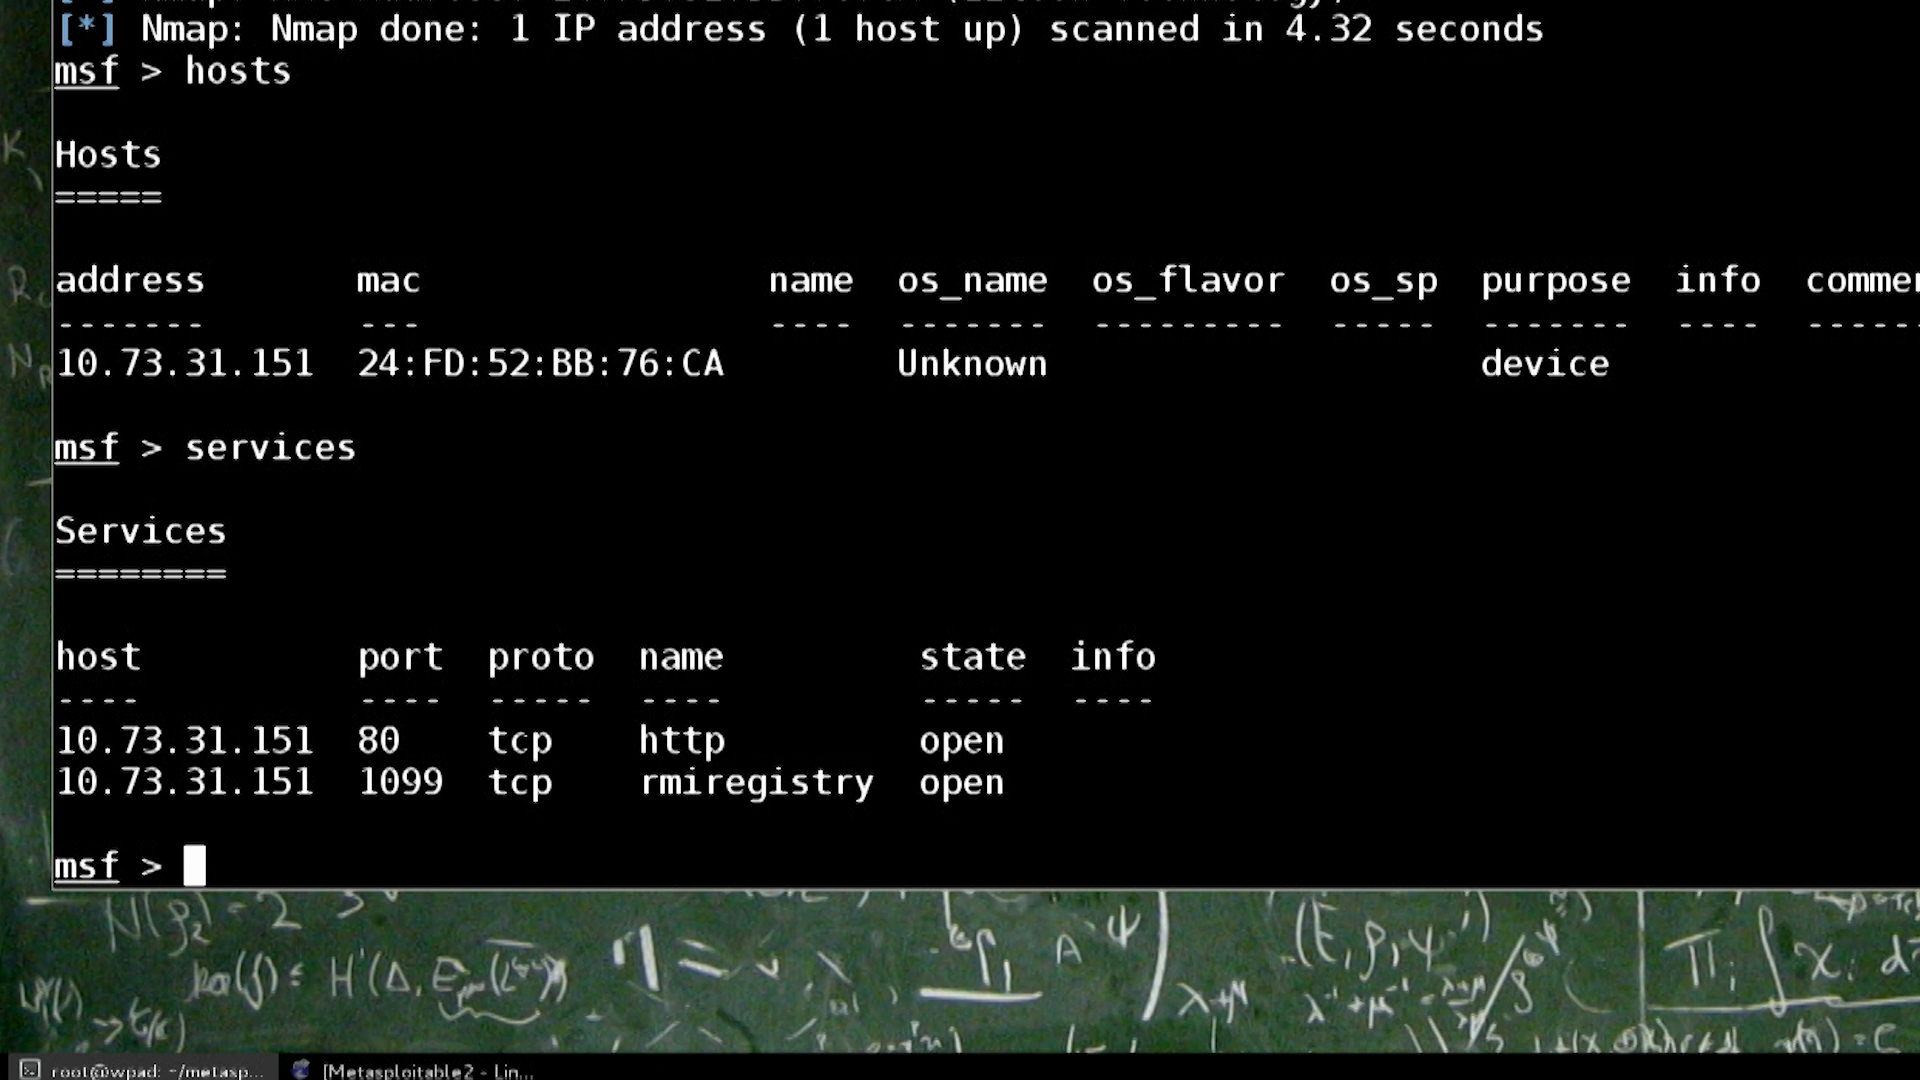 [*] Nmap: Nmap done: 1 IP address (1 host up) scanned in 4.32 seconds
msf > hosts
Hosts
=====
address mac name os_name os_flavor os_sp purpose info commen
------- --- ---- ------- --------- ----- ------- ---- -----
10.73.31.151 24:FD:52:BB:76:CA Unknown device
msf > services
Services
========
host port proto name state info
---- ---- ----- ---- ----- ----
10.73.31.151 80 tcp http open
10.73.31.151 1099 tcp rmiregistry open
msf >
root@wpad: ~/metasp...
[Metasploitable2 - Lin...